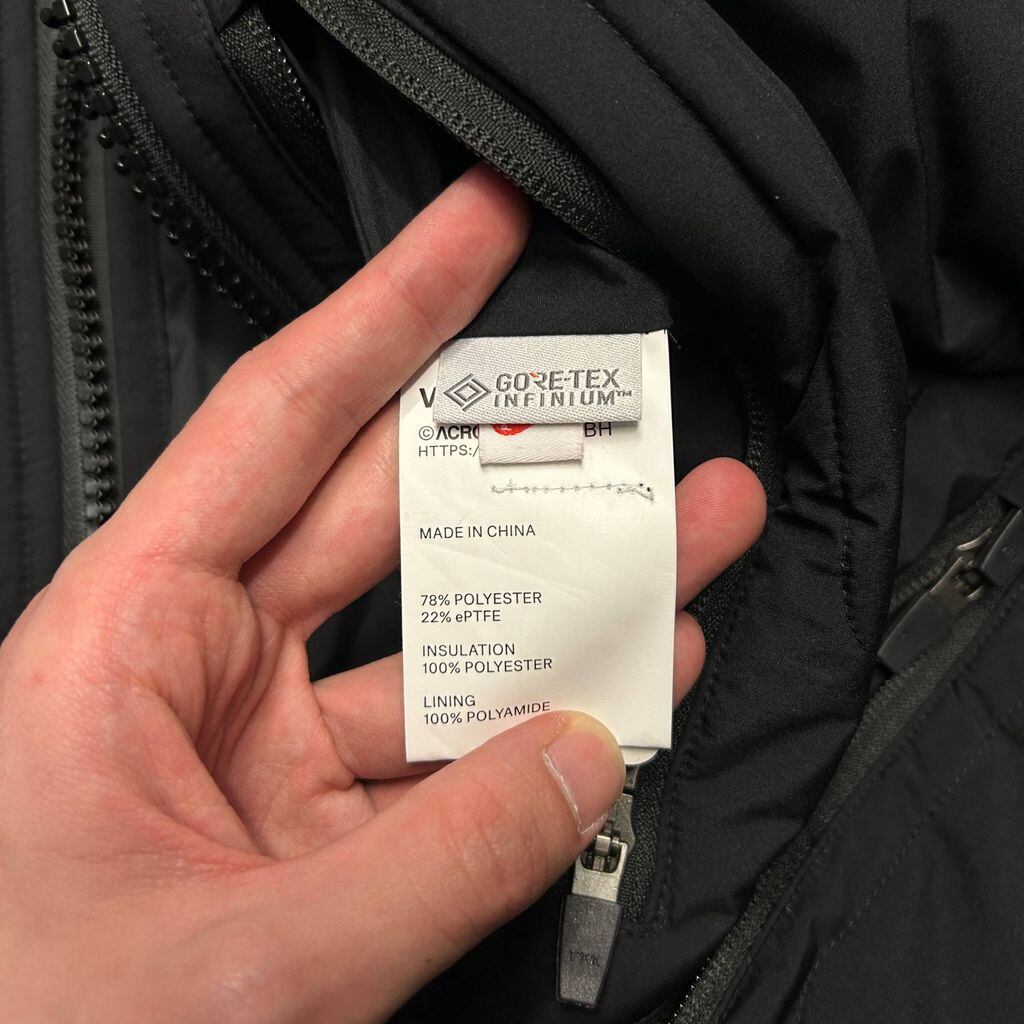 GORE-TEX
INFINIUM™
V
©ACR
BH
HTTPS:/
MADE IN CHINA
78% POLYESTER
22% ePTFE
INSULATION
100% POLYESTER
LINING
100% POLYAMIDE
YKK